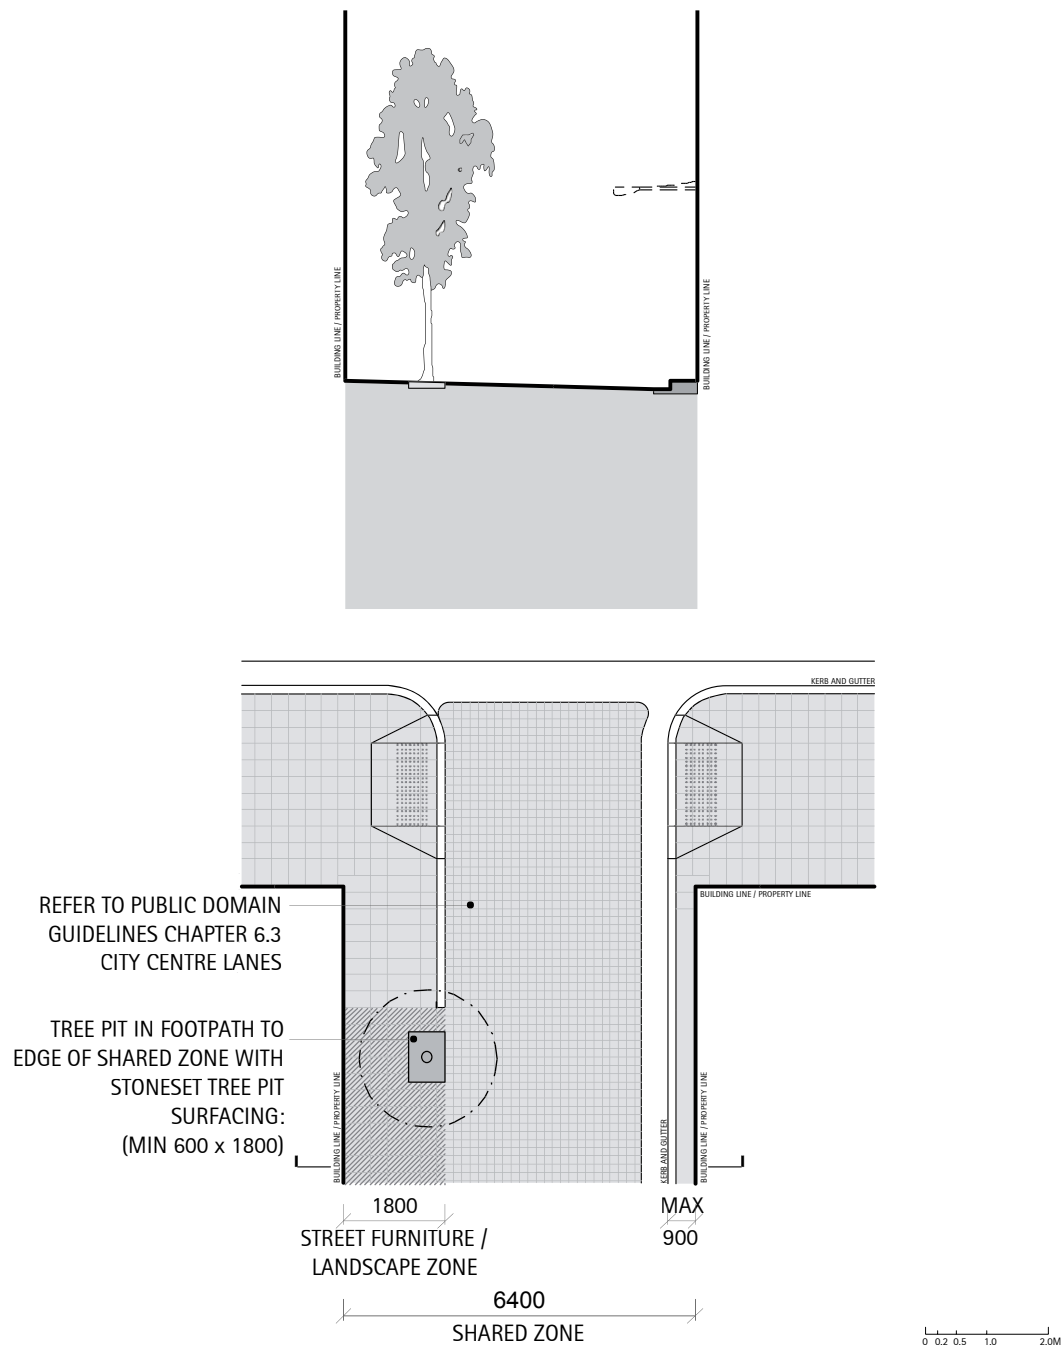 BUILDING LINE / PROPERTY LINE
BUILDING LINE / PROPERTY LINE
KERB AND GUTTER
BUILDING LINE / PROPERTY LINE
REFER TO PUBLIC DOMAIN
GUIDELINES CHAPTER 6.3
CITY CENTRE LANES
TREE PIT IN FOOTPATH TO
EDGE OF SHARED ZONE WITH
STONESET TREE PIT
SURFACING:
(MIN 600 x 1800)
BUILDING LINE / PROPERTY LINE
KERB AND GUTTER
BUILDING LINE / PROPERTY LINE
1800
STREET FURNITURE /
LANDSCAPE ZONE
MAX
900
6400
SHARED ZONE
0 0.2 0.5 1.0 2.0M